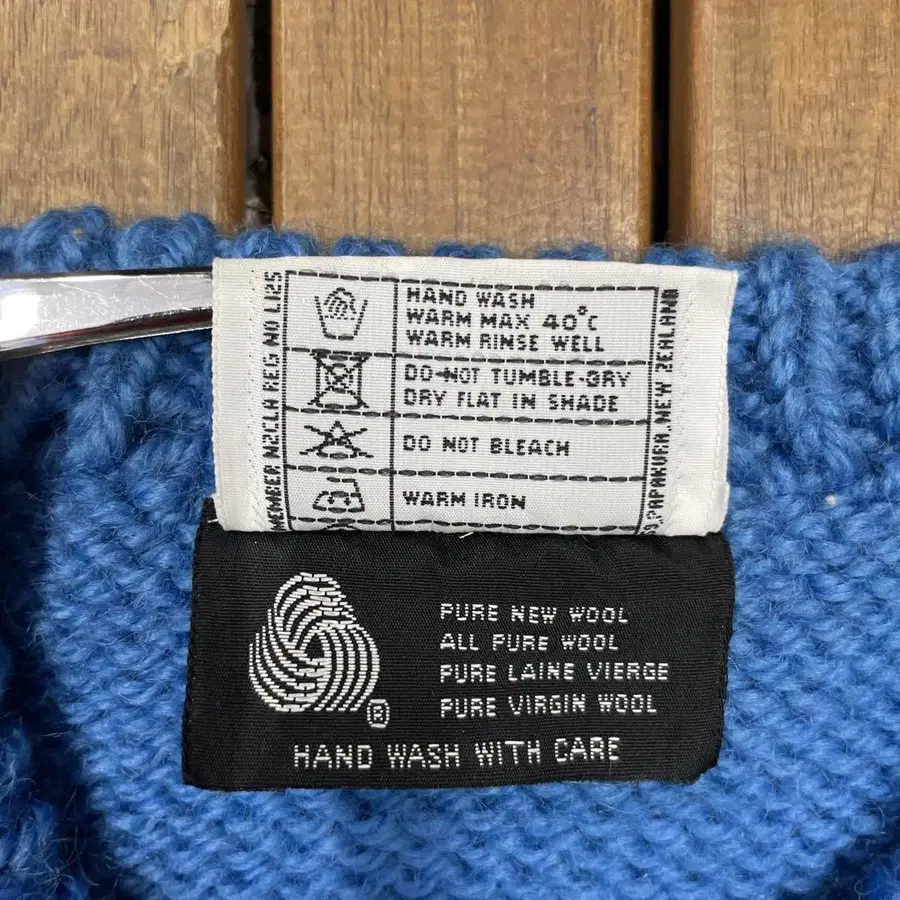 HAND WASH
WARM MAX 40°C
WARM RINSE WELL
DO NOT TUMBLE-DRY
DRY FLAT IN SHADE
DO NOT BLEACH
WARM IRON
MEMBER NZCLA REG NO L125
PAPAKURA, NEW ZEALAND
PURE NEW WOOL
ALL PURE WOOL
PURE LAINE VIERGE
PURE VIRGIN WOOL
®
HAND WASH WITH CARE